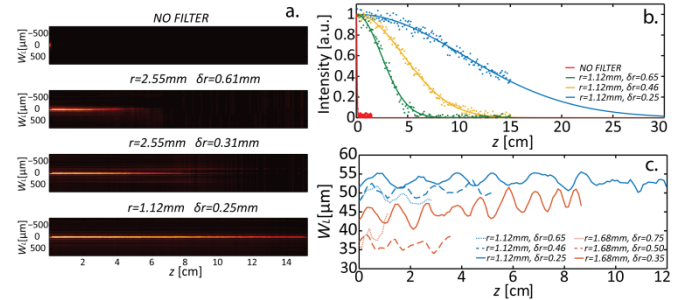 a.
NO FILTER
W_L[μm]
-500
0
500
r=2.55mm δr=0.61mm
W_L[μm]
-500
0
500
r=2.55mm δr=0.31mm
W_L[μm]
-500
0
500
r=1.12mm δr=0.25mm
W_L[μm]
-500
0
500
2 4 6 8 10 12 14
z [cm]
b.
Intensity[a.u.]
1
0.8
0.6
0.4
0.2
0
NO FILTER
r=1.12mm, δr=0.65
r=1.12mm, δr=0.46
r=1.12mm, δr=0.25
0 5 10 15 20 25 30
z [cm]
c.
W_L[μm]
55
50
45
40
35
30
r=1.12mm, δr=0.65 r=1.68mm, δr=0.75
r=1.12mm, δr=0.46 r=1.68mm, δr=0.50
r=1.12mm, δr=0.25 r=1.68mm, δr=0.35
0 2 4 6 8 10 12
z [cm]